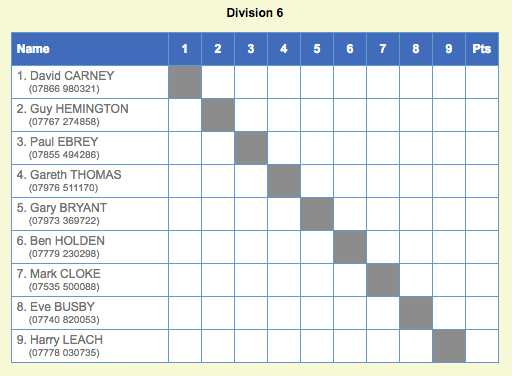 Division 6
Name 1 2 3 4 5 6 7 8 9 Pts
1. David CARNEY
(07866 980321)
2. Guy HEMINGTON
(07767 274858)
3. Paul EBREY
(07855 494286)
4. Gareth THOMAS
(07976 511170)
5. Gary BRYANT
(07973 369722)
6. Ben HOLDEN
(07779 230298)
7. Mark CLOKE
(07535 500088)
8. Eve BUSBY
(07740 820053)
9. Harry LEACH
(07778 030735)